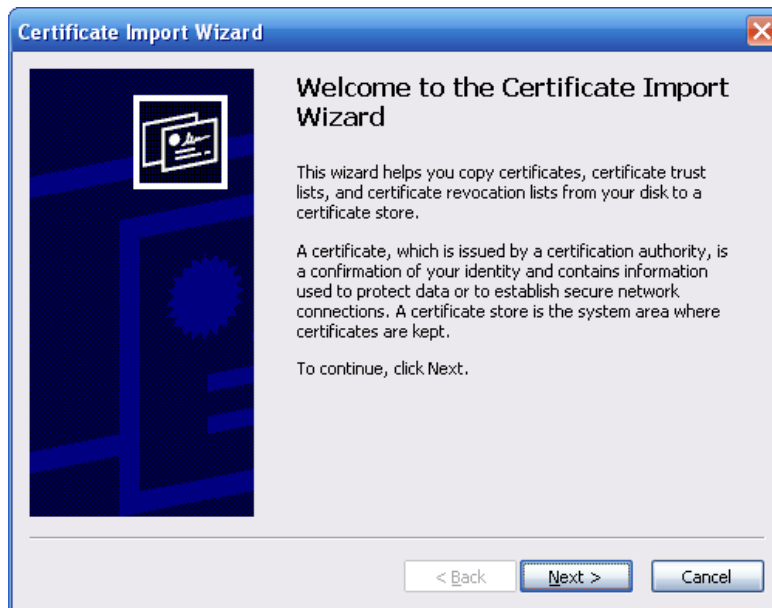 Certificate Import Wizard
Welcome to the Certificate Import
Wizard
This wizard helps you copy certificates, certificate trust
lists, and certificate revocation lists from your disk to a
certificate store.
A certificate, which is issued by a certification authority, is
a confirmation of your identity and contains information
used to protect data or to establish secure network
connections. A certificate store is the system area where
certificates are kept.
To continue, click Next.
< Back Next > Cancel